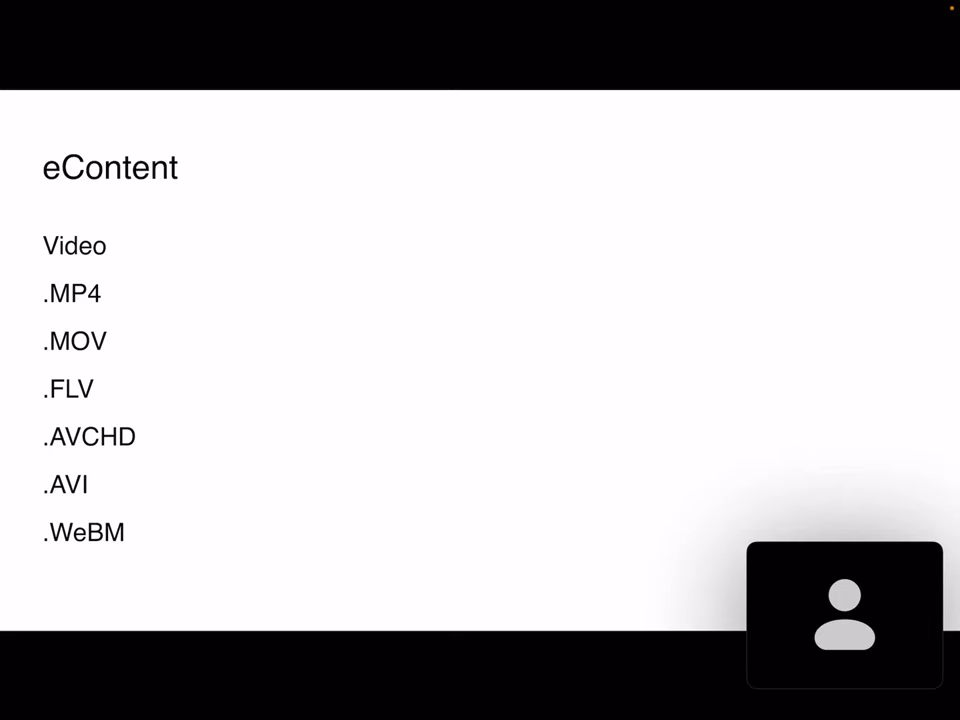 eContent
Video
.MP4
.MOV
.FLV
.AVCHD
.AVI
.WeBM